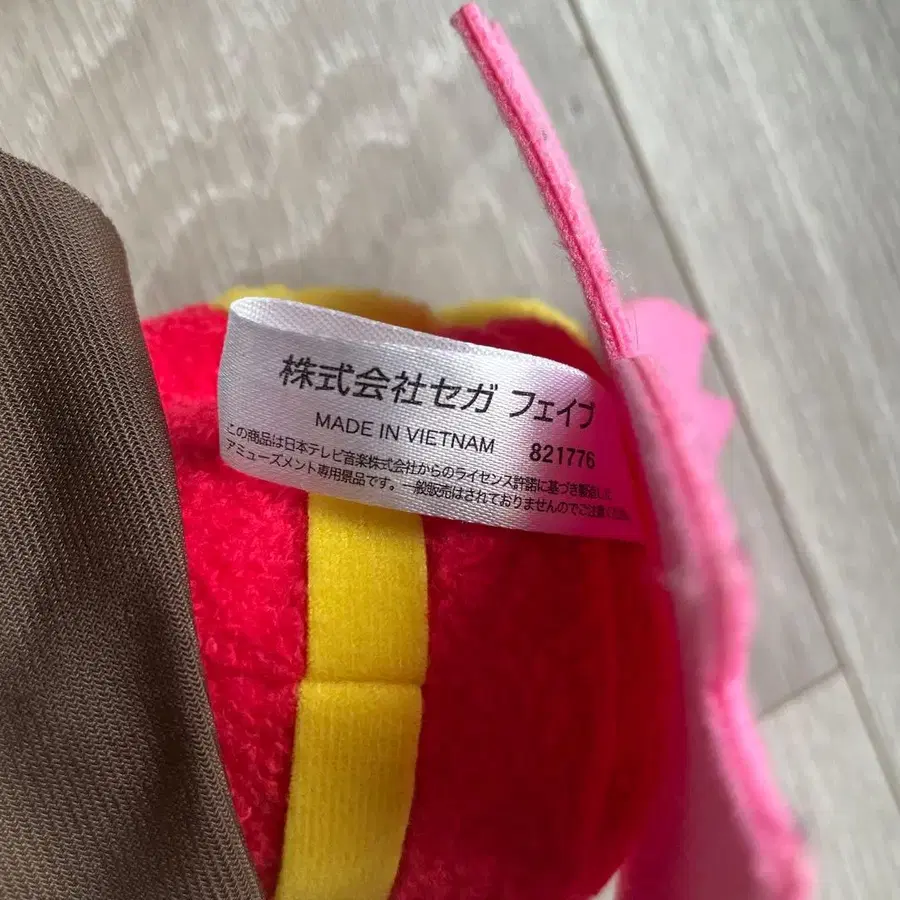 株式会社セガ フェイブ
MADE IN VIETNAM 821776
この商品は日本テレビ音楽株式会社からのライセンス許諾に基づき製造した
アミューズメント専用景品です。一般販売はされておりませんのでご注意くだ